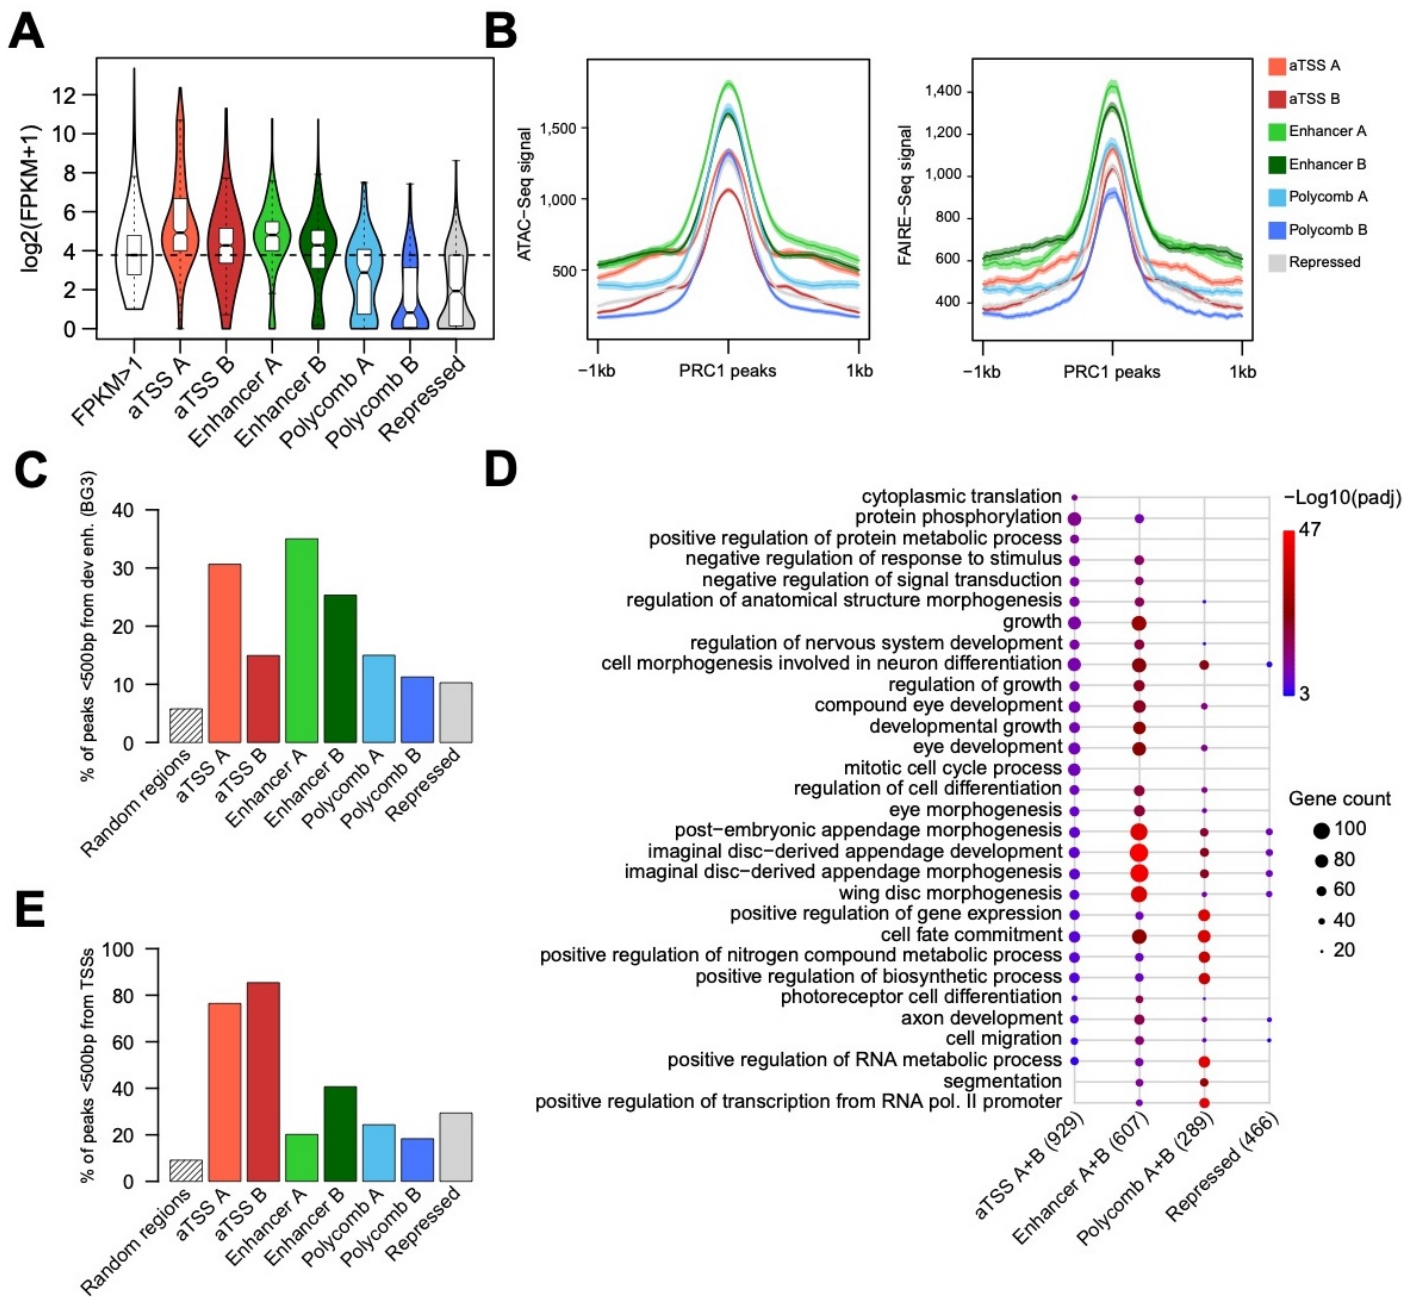 A
log2(FPKM+1)
12
10
8
6
4
2
0
FPKM>1
aTSS A
aTSS B
Enhancer A
Enhancer B
Polycomb A
Polycomb B
Repressed
B
ATAC−Seq signal
1,500
1,000
500
−1kb
PRC1 peaks
1kb
FAIRE−Seq signal
1,400
1,200
1,000
800
600
400
−1kb
PRC1 peaks
1kb
aTSS A
aTSS B
Enhancer A
Enhancer B
Polycomb A
Polycomb B
Repressed
C
% of peaks <500bp from dev enh. (BG3)
40
30
20
10
0
Random regions
aTSS A
aTSS B
Enhancer A
Enhancer B
Polycomb A
Polycomb B
Repressed
D
cytoplasmic translation
protein phosphorylation
positive regulation of protein metabolic process
negative regulation of response to stimulus
negative regulation of signal transduction
regulation of anatomical structure morphogenesis
growth
regulation of nervous system development
cell morphogenesis involved in neuron differentiation
regulation of growth
compound eye development
developmental growth
eye development
mitotic cell cycle process
regulation of cell differentiation
eye morphogenesis
post−embryonic appendage morphogenesis
imaginal disc−derived appendage development
imaginal disc−derived appendage morphogenesis
wing disc morphogenesis
positive regulation of gene expression
cell fate commitment
positive regulation of nitrogen compound metabolic process
positive regulation of biosynthetic process
photoreceptor cell differentiation
axon development
cell migration
positive regulation of RNA metabolic process
segmentation
positive regulation of transcription from RNA pol. II promoter
aTSS A+B (929)
Enhancer A+B (607)
Polycomb A+B (289)
Repressed (466)
−Log10(padj)
47
3
Gene count
100
80
60
40
20
E
% of peaks <500bp from TSSs
100
80
60
40
20
0
Random regions
aTSS A
aTSS B
Enhancer A
Enhancer B
Polycomb A
Polycomb B
Repressed